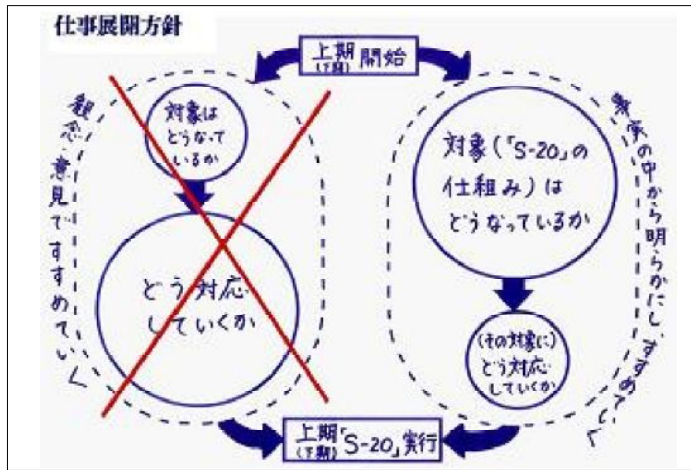 仕事展開方針
上期
(下期)
開始
観念・意見ですすめていく
対象は
どうなって
いるか
どう対応
していくか
対象(「S-20」の
仕組み)は
どうなっているか
(その対象に)
どう対応
していくか
事実の中から明らかにし、すすめていく
上期
(下期)
「S-20」実行